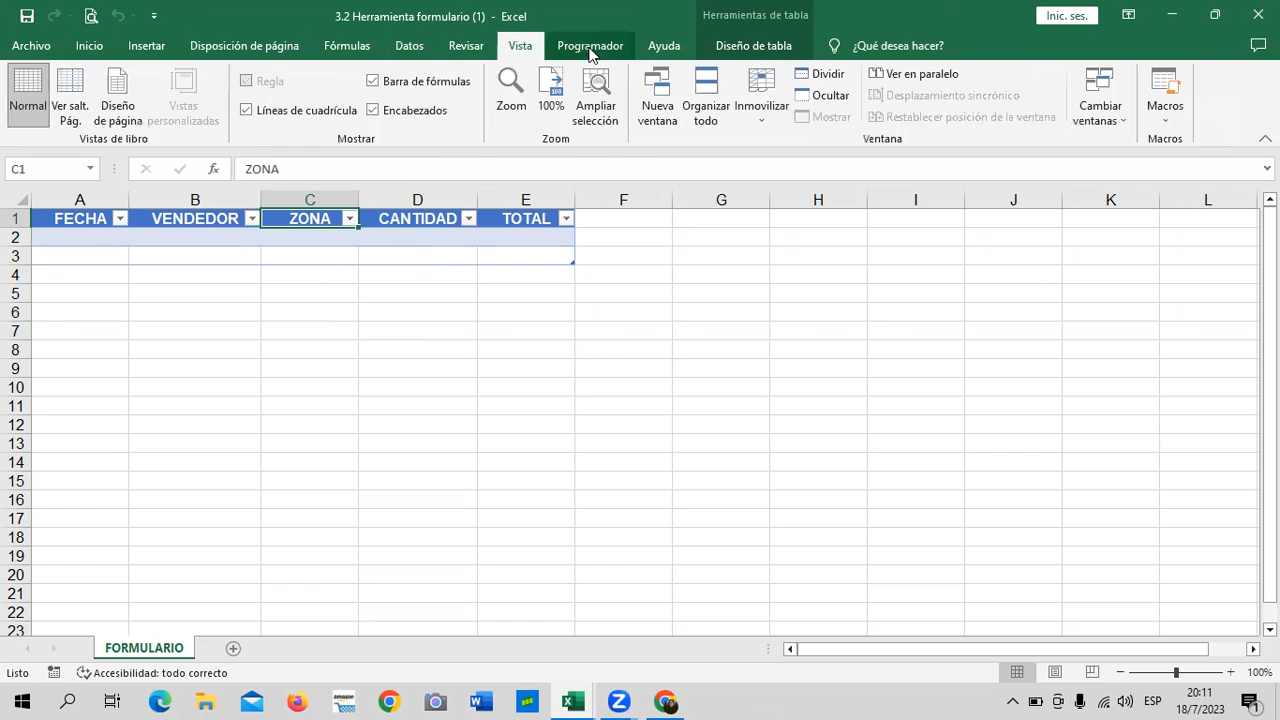 3.2 Herramienta formulario (1) - Excel
Herramientas de tabla
Inic. ses.
Archivo Inicio Insertar Disposición de página Fórmulas Datos Revisar Vista Programador Ayuda Diseño de tabla ¿Qué desea hacer?
Normal
Ver salt. Pág.
Diseño de página
Vistas personalizadas
Vistas de libro
Regla
Barra de fórmulas
Líneas de cuadrícula
Encabezados
Mostrar
Zoom
100%
Ampliar selección
Zoom
Nueva ventana
Organizar todo
Inmovilizar
Dividir
Ocultar
Mostrar
Ver en paralelo
Desplazamiento sincrónico
Restablecer posición de la ventana
Cambiar ventanas
Ventana
Macros
Macros
C1 fx ZONA
A B C D E F G H I J K L
1 FECHA VENDEDOR ZONA CANTIDAD TOTAL
2
3
4
5
6
7
8
9
10
11
12
13
14
15
16
17
18
19
20
21
22
23
FORMULARIO
Listo Accesibilidad: todo correcto 100%
amazon
ESP
20:11
18/7/2023
1